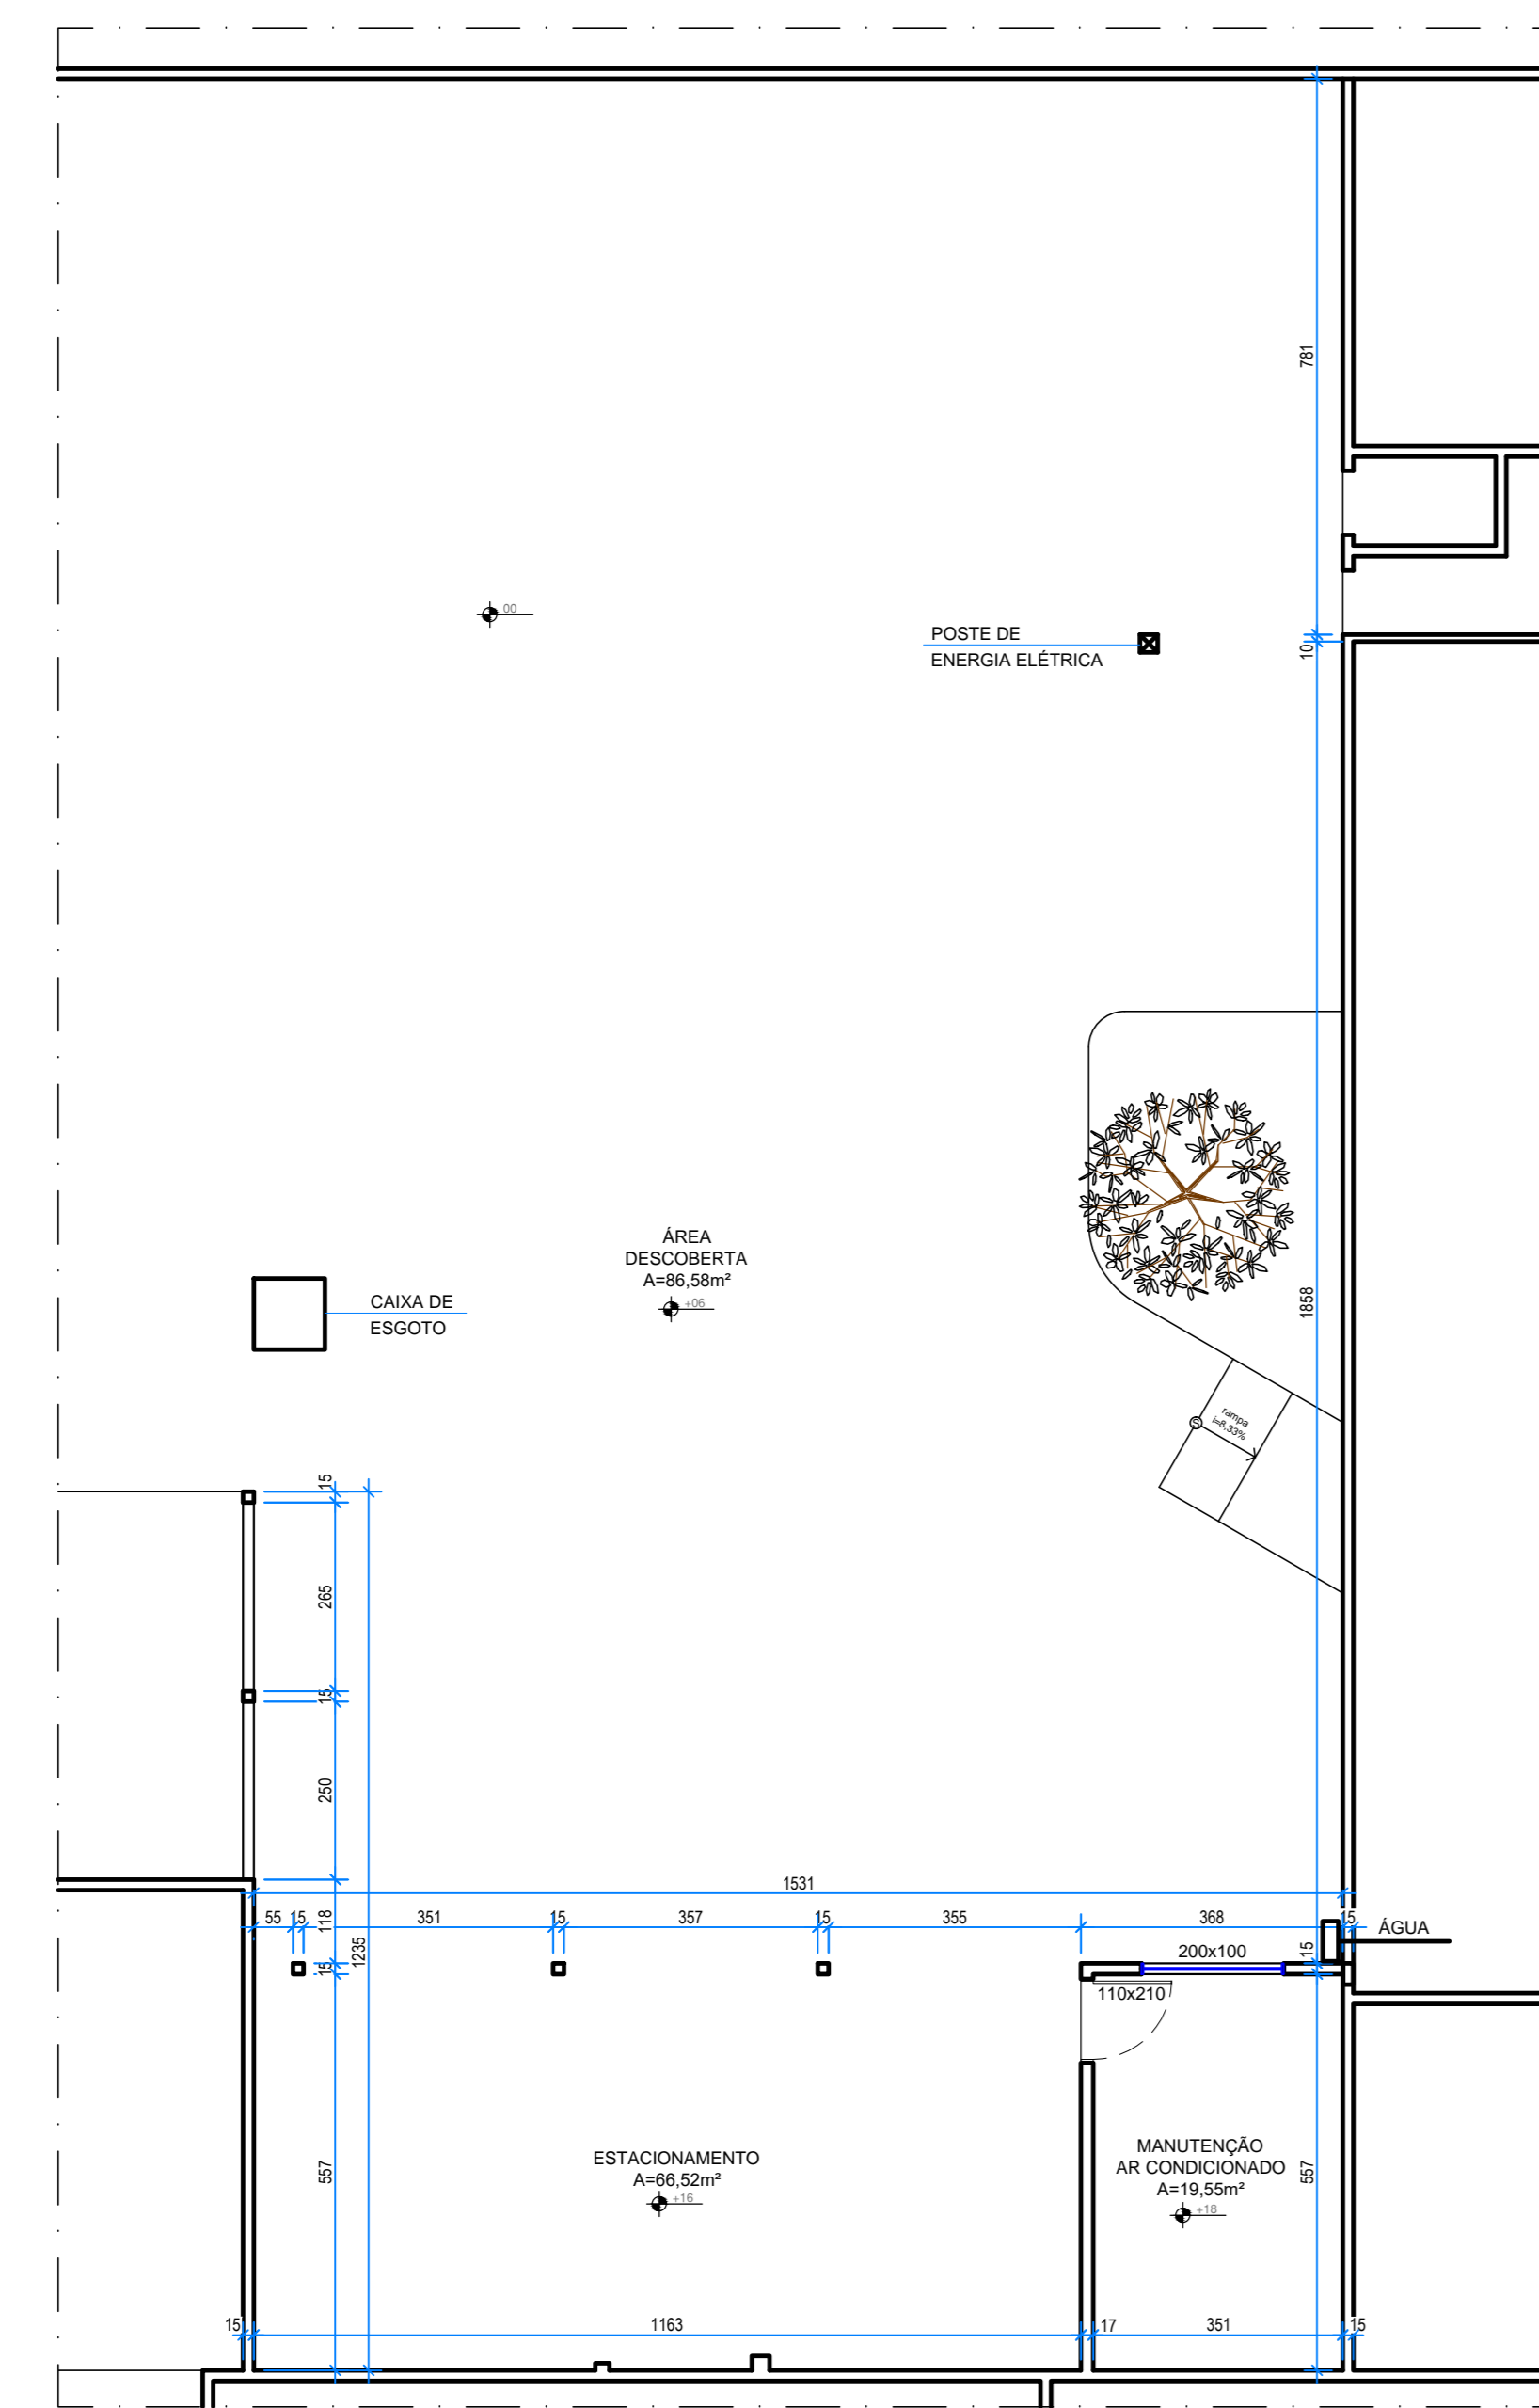 781
00
POSTE DE
ENERGIA ELÉTRICA
10
ÁREA
DESCOBERTA
A=86,58m²
+06
CAIXA DE
ESGOTO
1858
rampa
i=8,33%
S
15
265
15
250
1531
55
15
118
351
15
357
15
355
368
15
ÁGUA
1235
15
15
200x100
110x210
ESTACIONAMENTO
A=66,52m²
+16
557
MANUTENÇÃO
AR CONDICIONADO
A=19,55m²
+18
557
15
1163
17
351
15